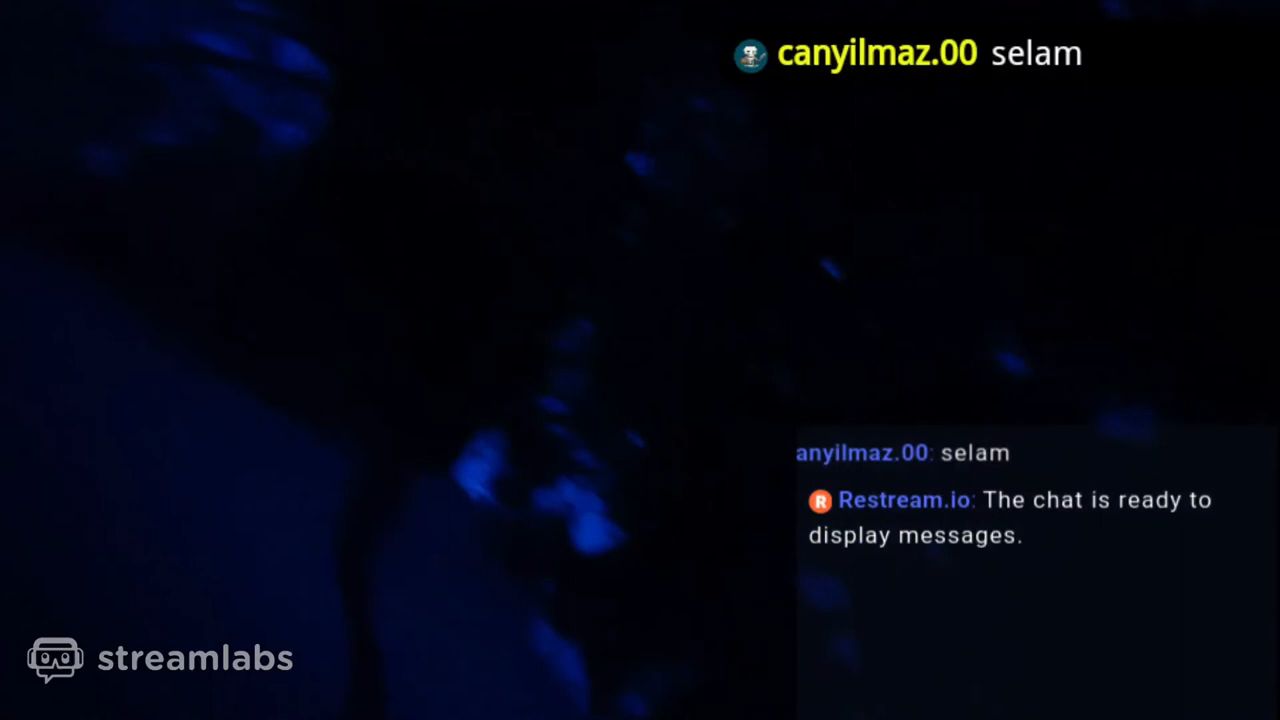 canyilmaz.00 selam
anyilmaz.00: selam
Restream.io: The chat is ready to
display messages.
streamlabs